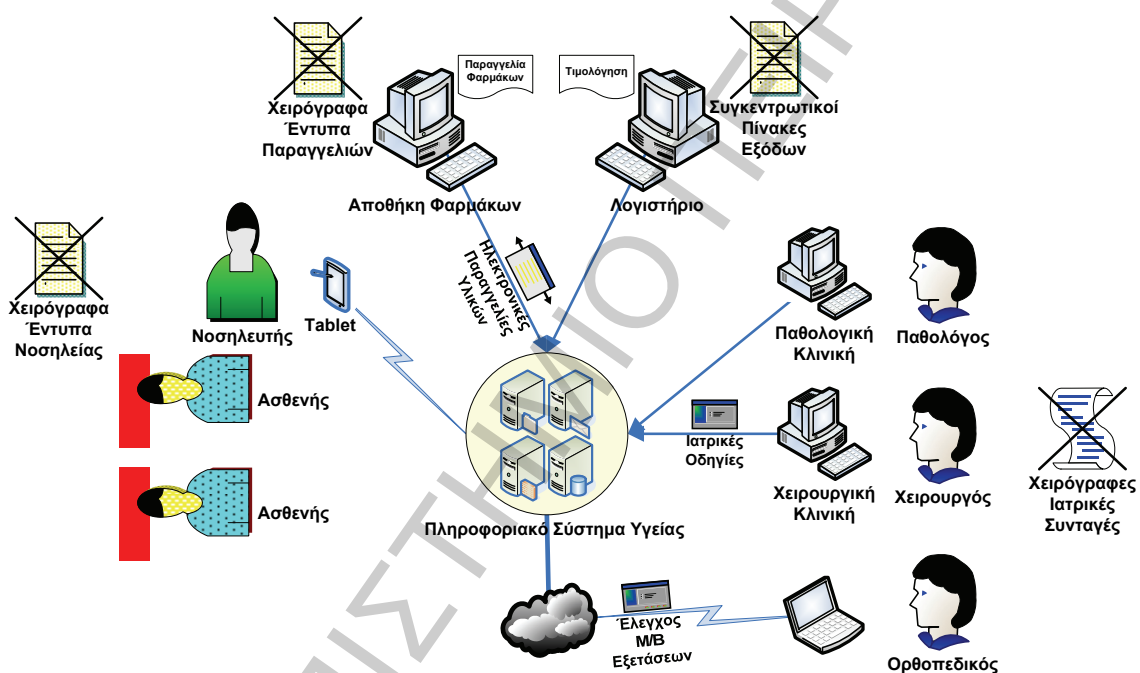 Παραγγελία
Φαρμάκων
Τιμολόγηση
Χειρόγραφα
Έντυπα
Παραγγελιών
Συγκεντρωτικοί
Πίνακες
Εξόδων
Αποθήκη Φαρμάκων
Λογιστήριο
Ηλεκτρονικές
Παραγγελίες
Υλικών
Χειρόγραφα
Έντυπα
Νοσηλείας
Νοσηλευτής
Tablet
Παθολογική
Κλινική
Παθολόγος
Ασθενής
Ιατρικές
Οδηγίες
Χειρουργική
Κλινική
Χειρουργός
Χειρόγραφες
Ιατρικές
Συνταγές
Ασθενής
Πληροφοριακό Σύστημα Υγείας
Έλεγχος
Μ/Β
Εξετάσεων
Ορθοπεδικός